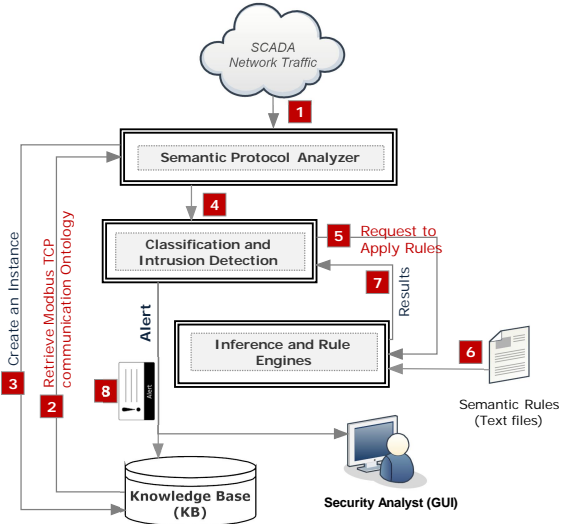 SCADA
Network Traffic
1
Semantic Protocol Analyzer
4
Classification and
Intrusion Detection
5
Request to
Apply Rules
7
Results
Inference and Rule
Engines
6
Semantic Rules
(Text files)
Create an Instance
3
Retrieve Modbus TCP
communication Ontology
2
Alert
8
Alert
!
Knowledge Base
(KB)
Security Analyst (GUI)